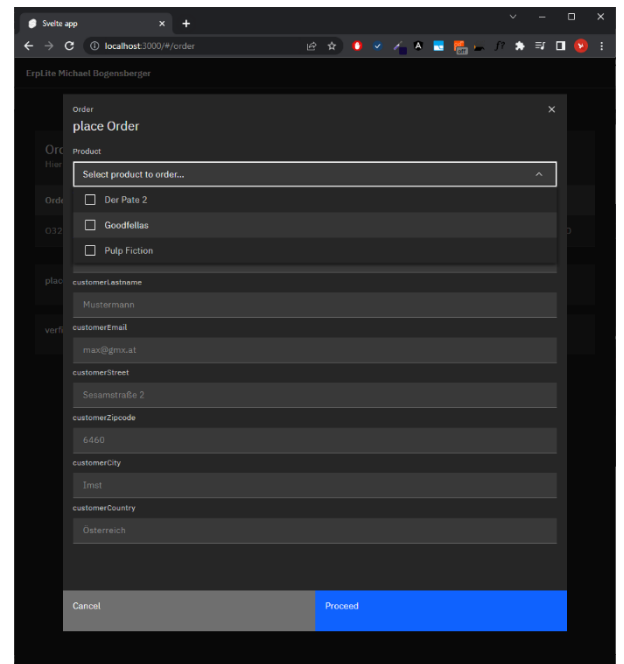 Svelte app
localhost:3000/#/order
ErpLite Michael Bogensberger
Order
place Order
Product
Select product to order...
Der Pate 2
Goodfellas
Pulp Fiction
customerLastname
Mustermann
customerEmail
max@gmx.at
customerStreet
Sesamstraße 2
customerZipcode
6460
customerCity
Imst
customerCountry
Österreich
Cancel
Proceed